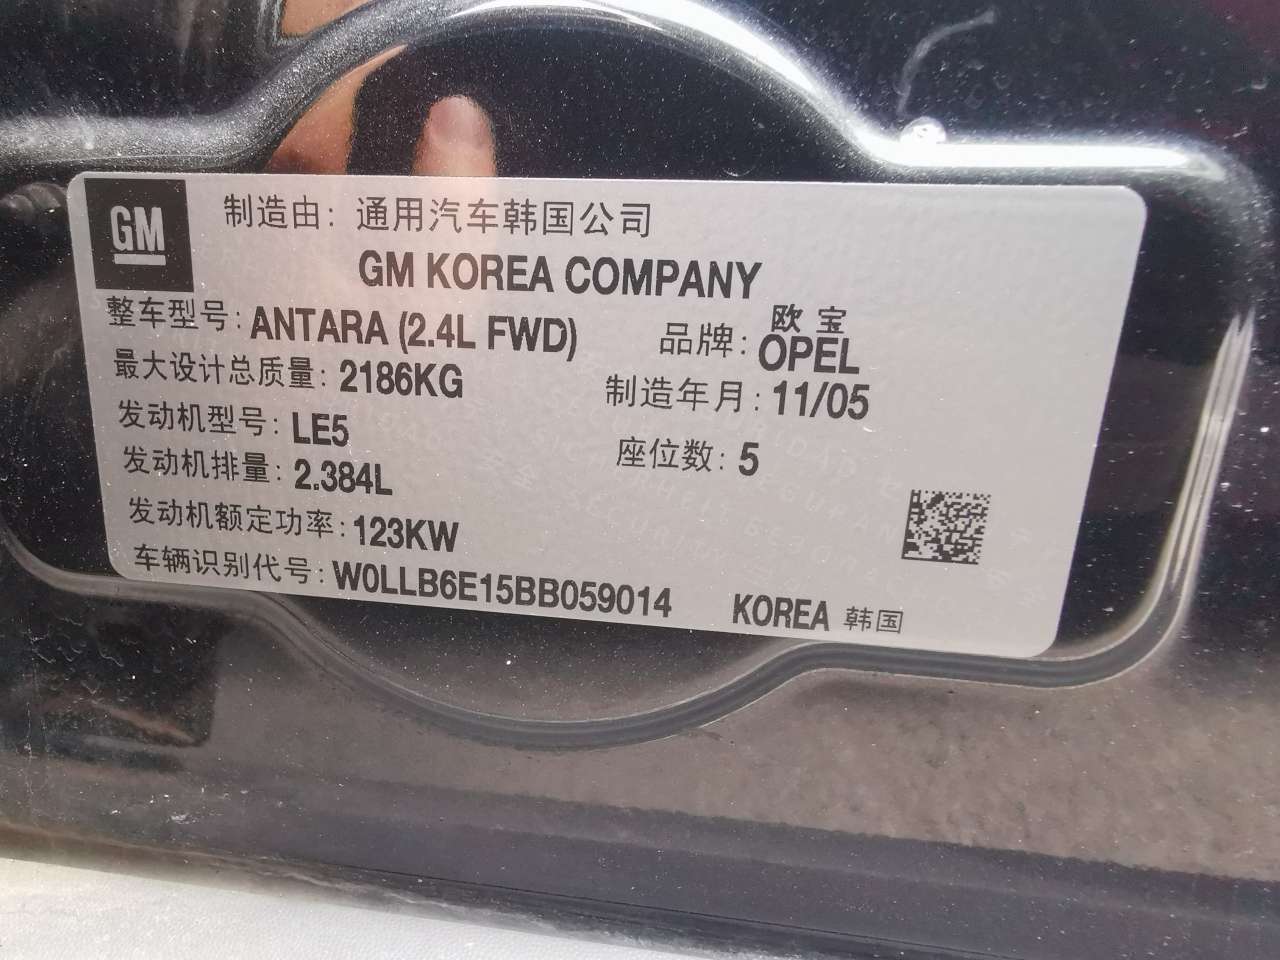 GM
制造由: 通用汽车韩国公司
GM KOREA COMPANY
整车型号: ANTARA (2.4L FWD)
品牌: 欧宝 OPEL
最大设计总质量: 2186KG
制造年月: 11/05
发动机型号: LE5
座位数: 5
发动机排量: 2.384L
发动机额定功率: 123KW
车辆识别代号: W0LLB6E15BB059014
KOREA 韩国